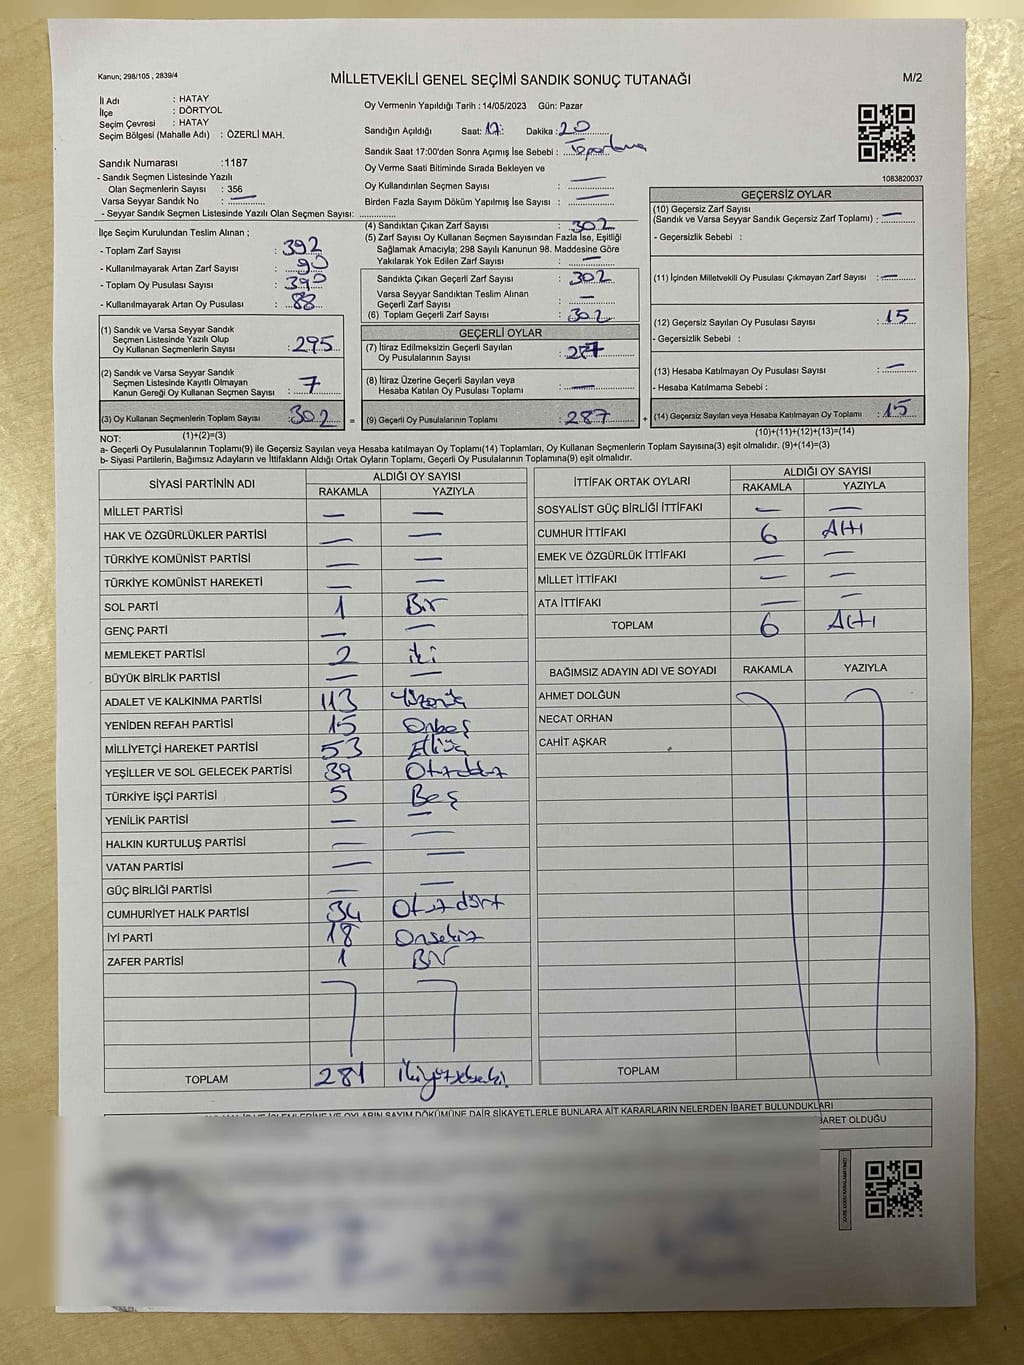 Kanun; 298/105 , 2839/4
MİLLETVEKİLİ GENEL SEÇİMİ SANDIK SONUÇ TUTANAĞI
M/2
İl Adı : HATAY
İlçe : DÖRTYOL
Seçim Çevresi : HATAY
Seçim Bölgesi (Mahalle Adı) : ÖZERLİ MAH.
Oy Vermenin Yapıldığı Tarih : 14/05/2023 Gün: Pazar
Sandığın Açıldığı Saat: 17: Dakika : 20
Sandık Saat 17:00'den Sonra Açımış İse Sebebi :
Oy Verme Saati Bitiminde Sırada Bekleyen ve
Oy Kullandırılan Seçmen Sayısı : —
Birden Fazla Sayım Döküm Yapılmış İse Sayısı : —
1083820037
Sandık Numarası :1187
- Sandık Seçmen Listesinde Yazılı
Olan Seçmenlerin Sayısı : 356
Varsa Seyyar Sandık No : —
- Seyyar Sandık Seçmen Listesinde Yazılı Olan Seçmen Sayısı:
İlçe Seçim Kurulundan Teslim Alınan ;
- Toplam Zarf Sayısı : 392
- Kullanılmayarak Artan Zarf Sayısı : 90
- Toplam Oy Pusulası Sayısı : 390
- Kullanılmayarak Artan Oy Pusulası : 88
(1) Sandık ve Varsa Seyyar Sandık
Seçmen Listesinde Yazılı Olup
Oy Kullanan Seçmenlerin Sayısı : 295
(2) Sandık ve Varsa Seyyar Sandık
Seçmen Listesinde Kayıtlı Olmayan
Kanun Gereği Oy Kullanan Seçmen Sayısı : 7
(3) Oy Kullanan Seçmenlerin Toplam Sayısı : 302
(1)+(2)=(3)
(4) Sandıktan Çıkan Zarf Sayısı : 302
(5) Zarf Sayısı Oy Kullanan Seçmen Sayısından Fazla İse, Eşitliği
Sağlamak Amacıyla; 298 Sayılı Kanunun 98. Maddesine Göre
Yakılarak Yok Edilen Zarf Sayısı : —
Sandıkta Çıkan Geçerli Zarf Sayısı : 302
Varsa Seyyar Sandıktan Teslim Alınan
Geçerli Zarf Sayısı : —
(6) Toplam Geçerli Zarf Sayısı : 302
GEÇERLİ OYLAR
(7) İtiraz Edilmeksizin Geçerli Sayılan
Oy Pusulalarının Sayısı : 287
(8) İtiraz Üzerine Geçerli Sayılan veya
Hesaba Katılan Oy Pusulası Toplamı : —
= (9) Geçerli Oy Pusulalarının Toplamı : 287
GEÇERSİZ OYLAR
(10) Geçersiz Zarf Sayısı
(Sandık ve Varsa Seyyar Sandık Geçersiz Zarf Toplamı) : —
- Geçersizlik Sebebi :
(11) İçinden Milletvekili Oy Pusulası Çıkmayan Zarf Sayısı : —
(12) Geçersiz Sayılan Oy Pusulası Sayısı : 15
- Geçersizlik Sebebi :
(13) Hesaba Katılmayan Oy Pusulası Sayısı : —
- Hesaba Katılmama Sebebi :
+ (14) Geçersiz Sayılan veya Hesaba Katılmayan Oy Toplamı : 15
(10)+(11)+(12)+(13)=(14)
NOT:
a- Geçerli Oy Pusulaların Toplamı(9) ile Geçersiz Sayılan veya Hesaba katılmayan Oy Toplamı(14) Toplamları, Oy Kullanan Seçmenlerin Toplam Sayısına(3) eşit olmalıdır. (9)+(14)=(3)
b- Siyasi Partilerin, Bağımsız Adayların ve İttifakların Aldığı Ortak Oyların Toplamı, Geçerli Oy Pusulalarının Toplamına(9) eşit olmalıdır.
SİYASİ PARTİNİN ADI ALDIĞI OY SAYISI
RAKAMLA YAZIYLA
MİLLET PARTİSİ — —
HAK VE ÖZGÜRLÜKLER PARTİSİ — —
TÜRKİYE KOMÜNİST PARTİSİ — —
TÜRKİYE KOMÜNİST HAREKETİ — —
SOL PARTİ 1 Bir
GENÇ PARTİ — —
MEMLEKET PARTİSİ 2 iki
BÜYÜK BİRLİK PARTİSİ — —
ADALET VE KALKINMA PARTİSİ 113
YENİDEN REFAH PARTİSİ 15 Onbeş
MİLLİYETÇİ HAREKET PARTİSİ 53 Elliüç
YEŞİLLER VE SOL GELECEK PARTİSİ 39
TÜRKİYE İŞÇİ PARTİSİ 5 Beş
YENİLİK PARTİSİ — —
HALKIN KURTULUŞ PARTİSİ — —
VATAN PARTİSİ — —
GÜÇ BİRLİĞİ PARTİSİ — —
CUMHURİYET HALK PARTİSİ 34 Otuzdört
İYİ PARTİ 18 Onsekiz
ZAFER PARTİSİ 1 Bir
TOPLAM 281
İTTİFAK ORTAK OYLARI ALDIĞI OY SAYISI
RAKAMLA YAZIYLA
SOSYALİST GÜÇ BİRLİĞİ İTTİFAKI — —
CUMHUR İTTİFAKI 6 Altı
EMEK VE ÖZGÜRLÜK İTTİFAKI — —
MİLLET İTTİFAKI — —
ATA İTTİFAKI — —
TOPLAM 6 Altı
BAĞIMSIZ ADAYIN ADI VE SOYADI RAKAMLA YAZIYLA
AHMET DOLĞUN
NECAT ORHAN
CAHİT AŞKAR
TOPLAM
VE OYLARIN SAYIM DÖKÜMÜNE DAİR ŞİKAYETLERLE BUNLARA AİT KARARLARIN NELERDEN İBARET BULUNDUKLARI
BARET OLDUĞU